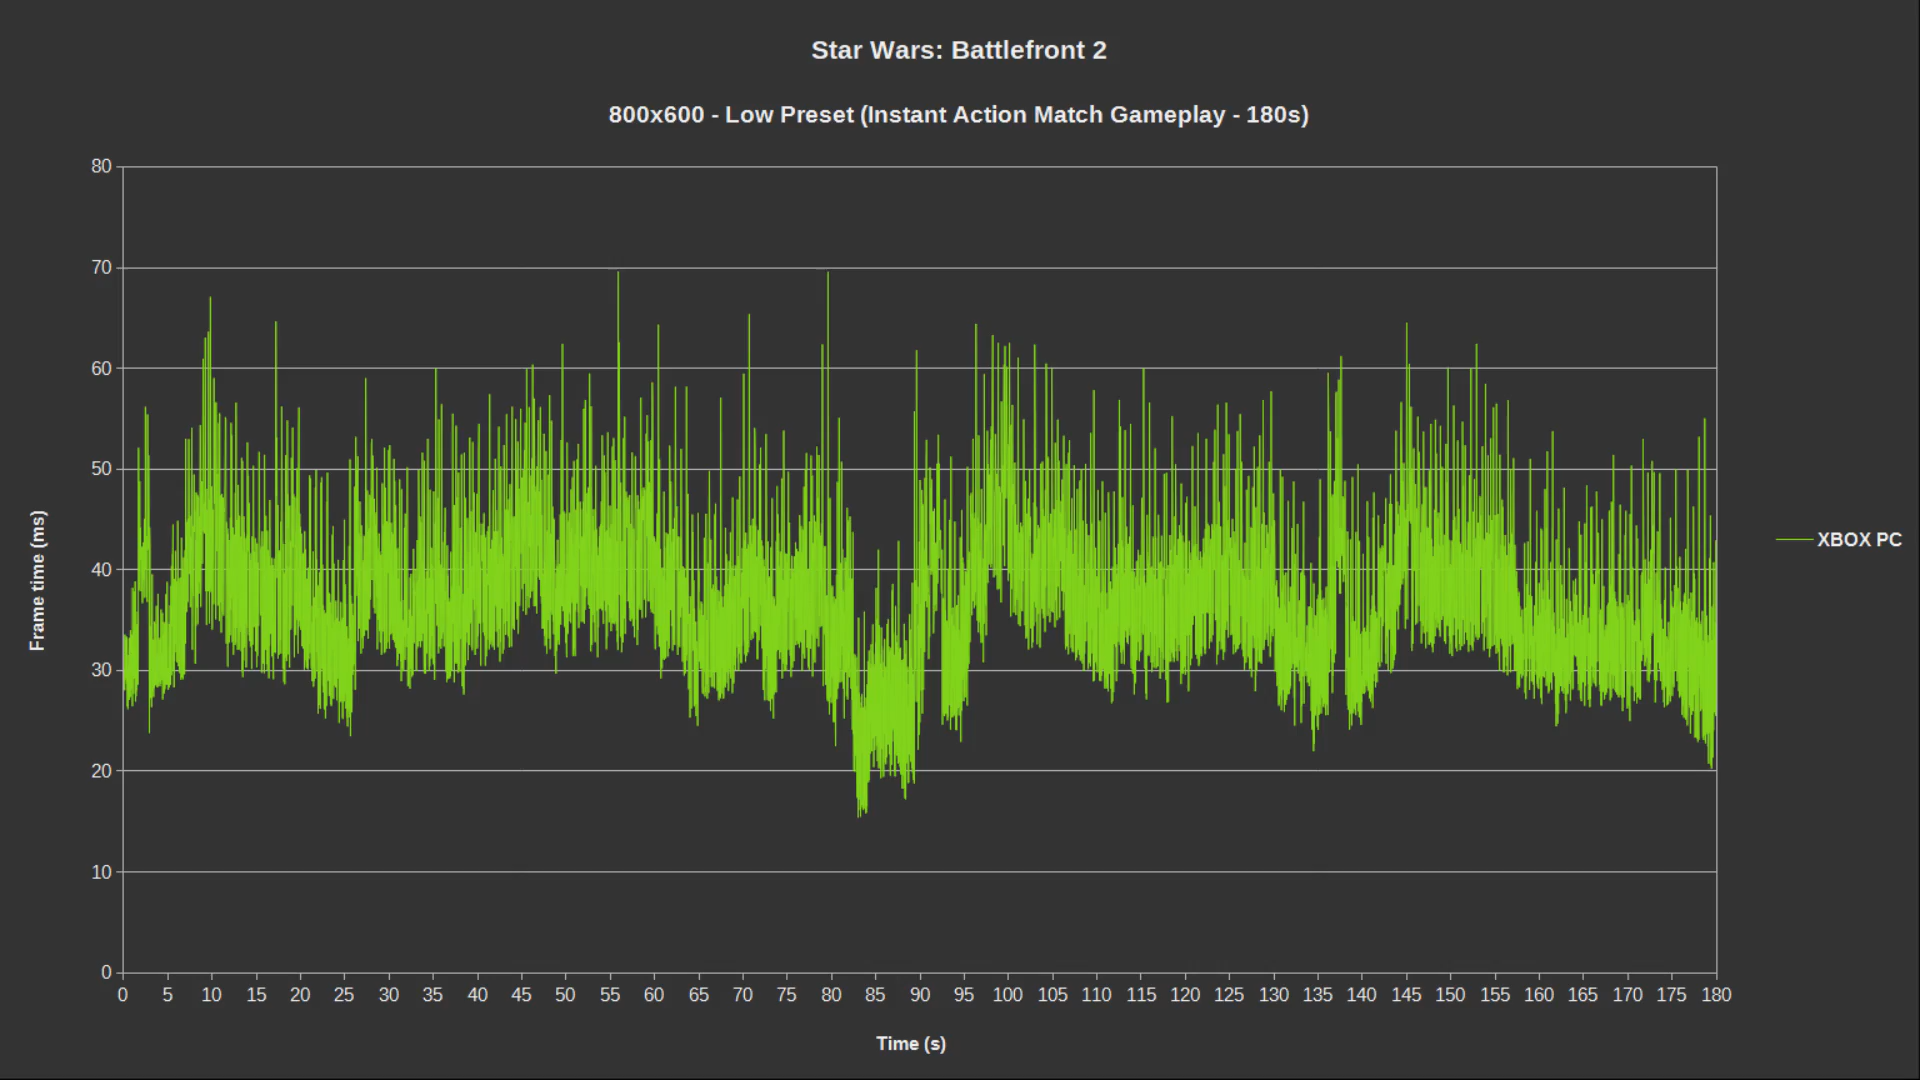 Star Wars: Battlefront 2
800x600 - Low Preset (Instant Action Match Gameplay - 180s)
80
70
60
50
40
30
20
10
0
Frame time (ms)
XBOX PC
0 5 10 15 20 25 30 35 40 45 50 55 60 65 70 75 80 85 90 95 100 105 110 115 120 125 130 135 140 145 150 155 160 165 170 175 180
Time (s)